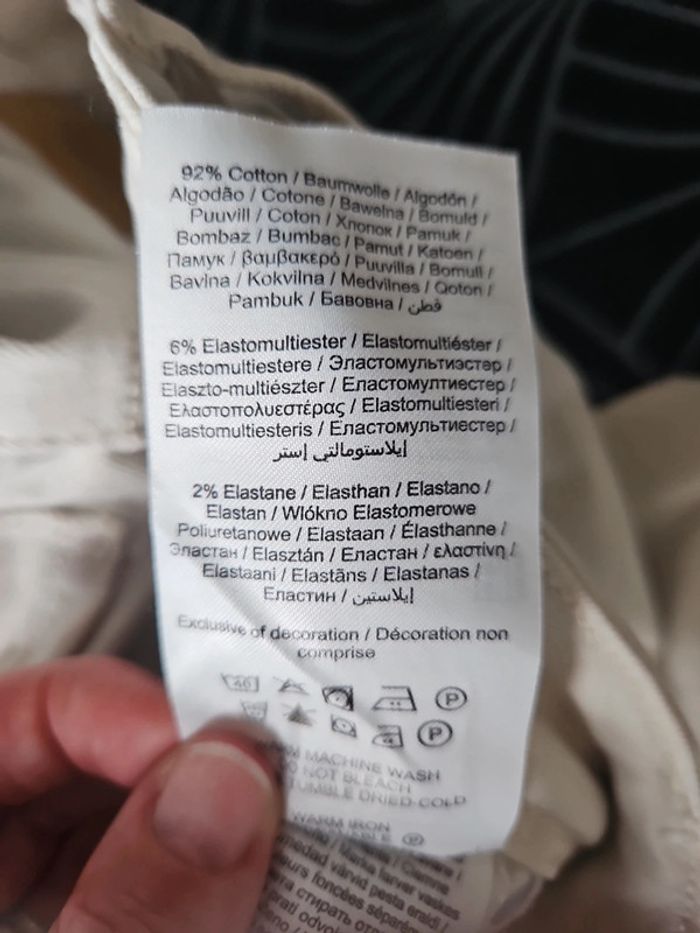 92% Cotton / Baumwolle / Algodón /
Algodão / Cotone / Bawełna / Bomuld /
Puuvill / Coton / Хлопок / Pamuk /
Bombaz / Bumbac / Pamut / Katoen /
Памук / βαμβακερό / Puuvilla / Bomull /
Bavlna / Kokvilna / Medvilnes / Qoton /
Pambuk / Бавовна / قطن
6% Elastomultiester / Elastomultiéster /
Elastomultiestere / Эластомультиэстер /
Elaszto-multiészter / Еластомултиестер /
Ελαστοπολυεστέρας / Elastomultiesteri /
Elastomultiesteris / Еластомультиестер /
إيلاستومالتي إستر
2% Elastane / Elasthan / Elastano /
Elastan / Włókno Elastomerowe
Poliuretanowe / Elastaan / Élasthanne /
Эластан / Elasztán / Еластан / ελαστίνη /
Elastaani / Elastāns / Elastanas /
Еластин / إيلاستين
Exclusive of decoration / Décoration non
comprise
40 P
P
MACHINE WASH
NOT BLEACH
TUMBLE DRIED-COLD
WARM IRON
P